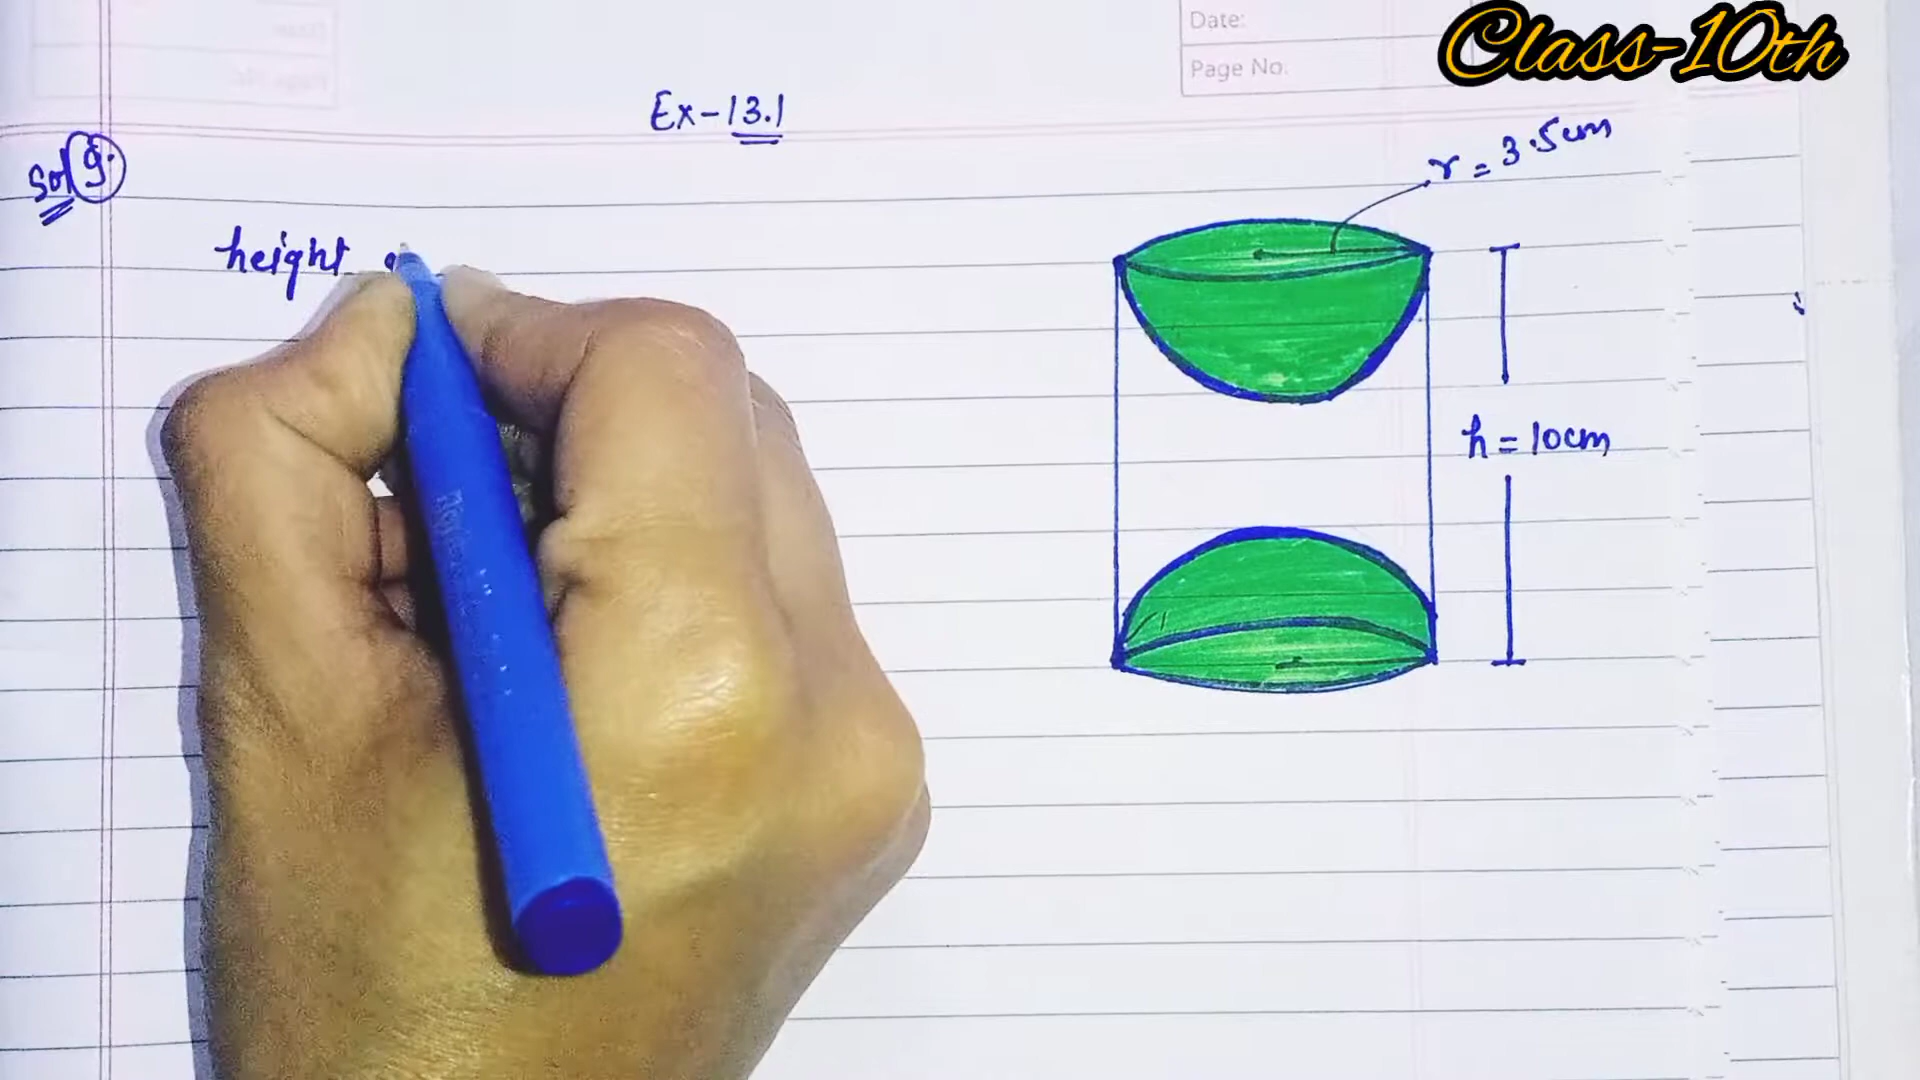 Date:
Page No.
Class-10th
Ex-13.1
Sol 9.
r = 3.5cm
height
h = 10cm